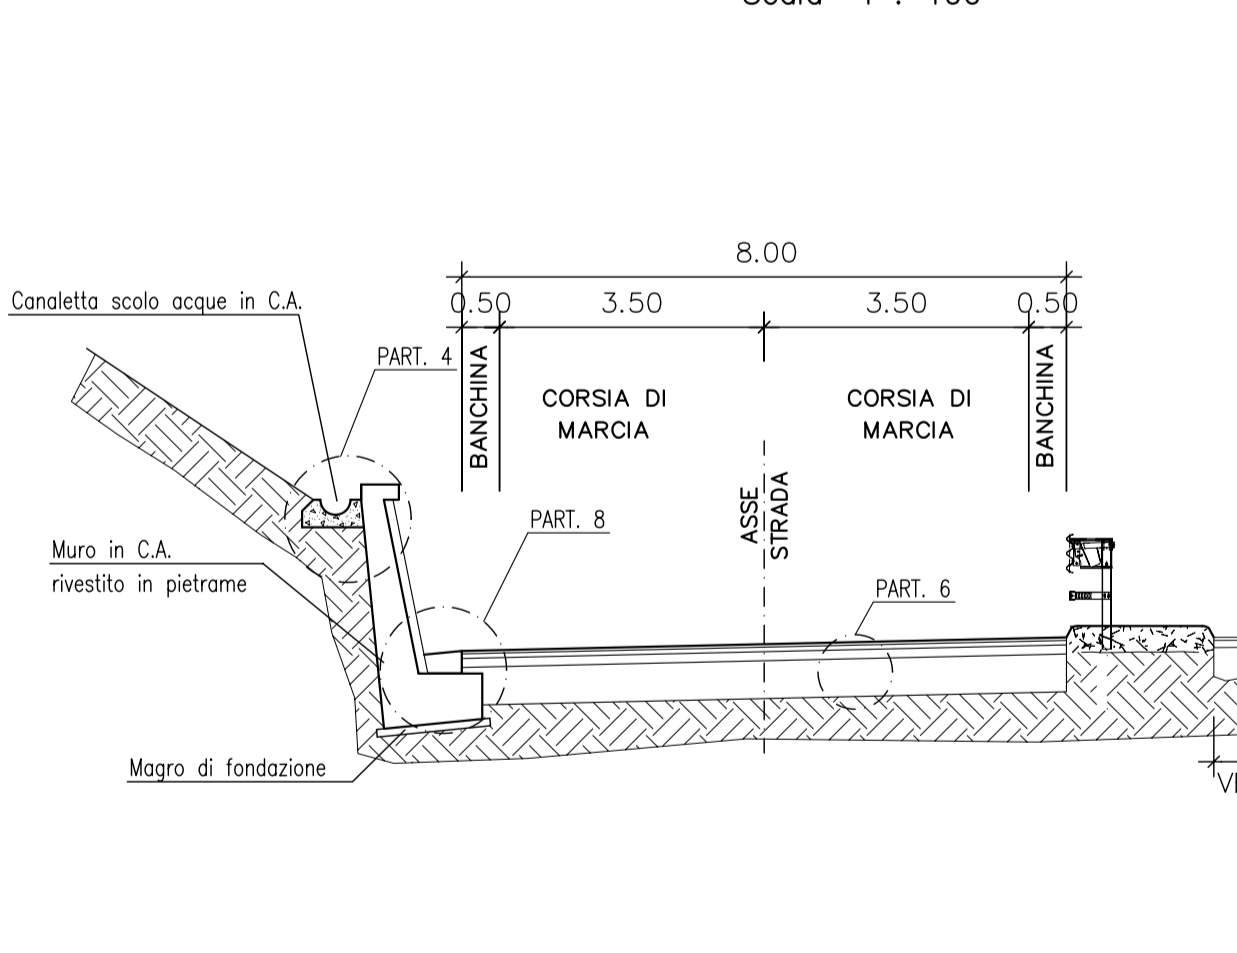 8.00
0.50 3.50 3.50 0.50
Canaletta scolo acque in C.A.
PART. 4
BANCHINA
CORSIA DI
MARCIA
CORSIA DI
MARCIA
BANCHINA
ASSE
STRADA
PART. 8
Muro in C.A.
rivestito in pietrame
PART. 6
Magro di fondazione